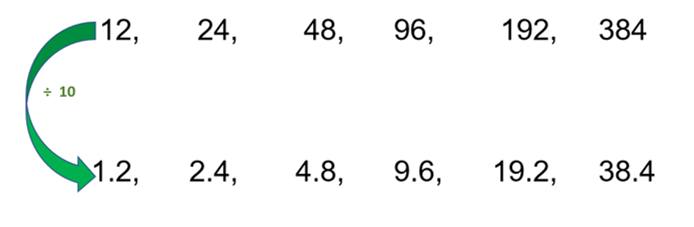 12, 24, 48, 96, 192, 384
÷ 10
1.2, 2.4, 4.8, 9.6, 19.2, 38.4